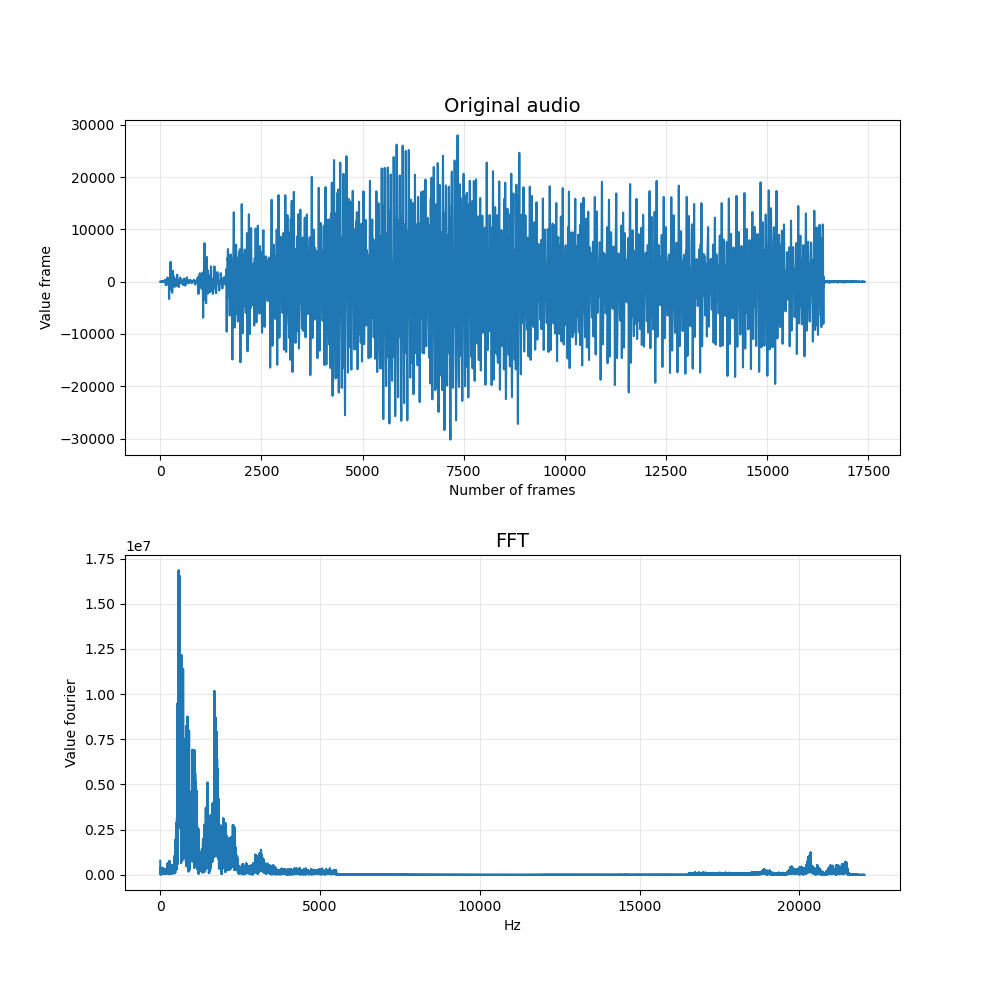 Original audio
30000
20000
10000
0
−10000
−20000
−30000
Value frame
0 2500 5000 7500 10000 12500 15000 17500
Number of frames
FFT
1e7
1.75
1.50
1.25
1.00
0.75
0.50
0.25
0.00
Value fourier
0 5000 10000 15000 20000
Hz